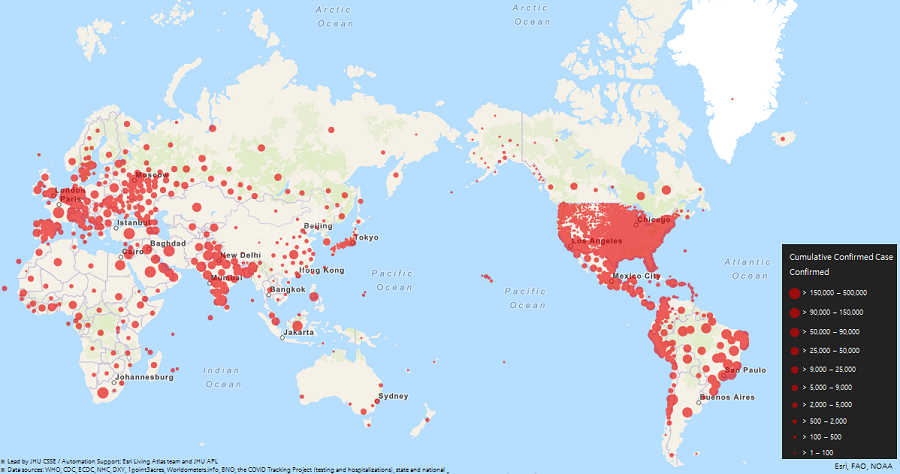 Arctic
Ocean
Arctic
Ocean
Moscow
London
Paris
Istanbul
Beijing
Tokyo
Baghdad
Cairo
New Delhi
Mumbai
Hong Kong
Bangkok
Jakarta
Johannesburg
Sydney
Indian
Ocean
Pacific
Ocean
Pacific
Ocean
Chicago
Los Angeles
Mexico City
Atlantic
Ocean
Sao Paulo
Buenos Aires
Cumulative Confirmed Case
Confirmed
> 150,000 – 500,000
> 90,000 – 150,000
> 50,000 – 90,000
> 25,000 – 50,000
> 9,000 – 25,000
> 5,000 – 9,000
> 2,000 – 5,000
> 500 – 2,000
> 100 – 500
> 1 – 100
※ Lead by JHU CSSE / Automation Support: Esri Living Atlas team and JHU APL
※ Data sources: WHO, CDC, ECDC, NHC, DXY, 1point3acres, Worldometers.info, BNO, the COVID Tracking Project (testing and hospitalizations), state and national
Esri, FAO, NOAA